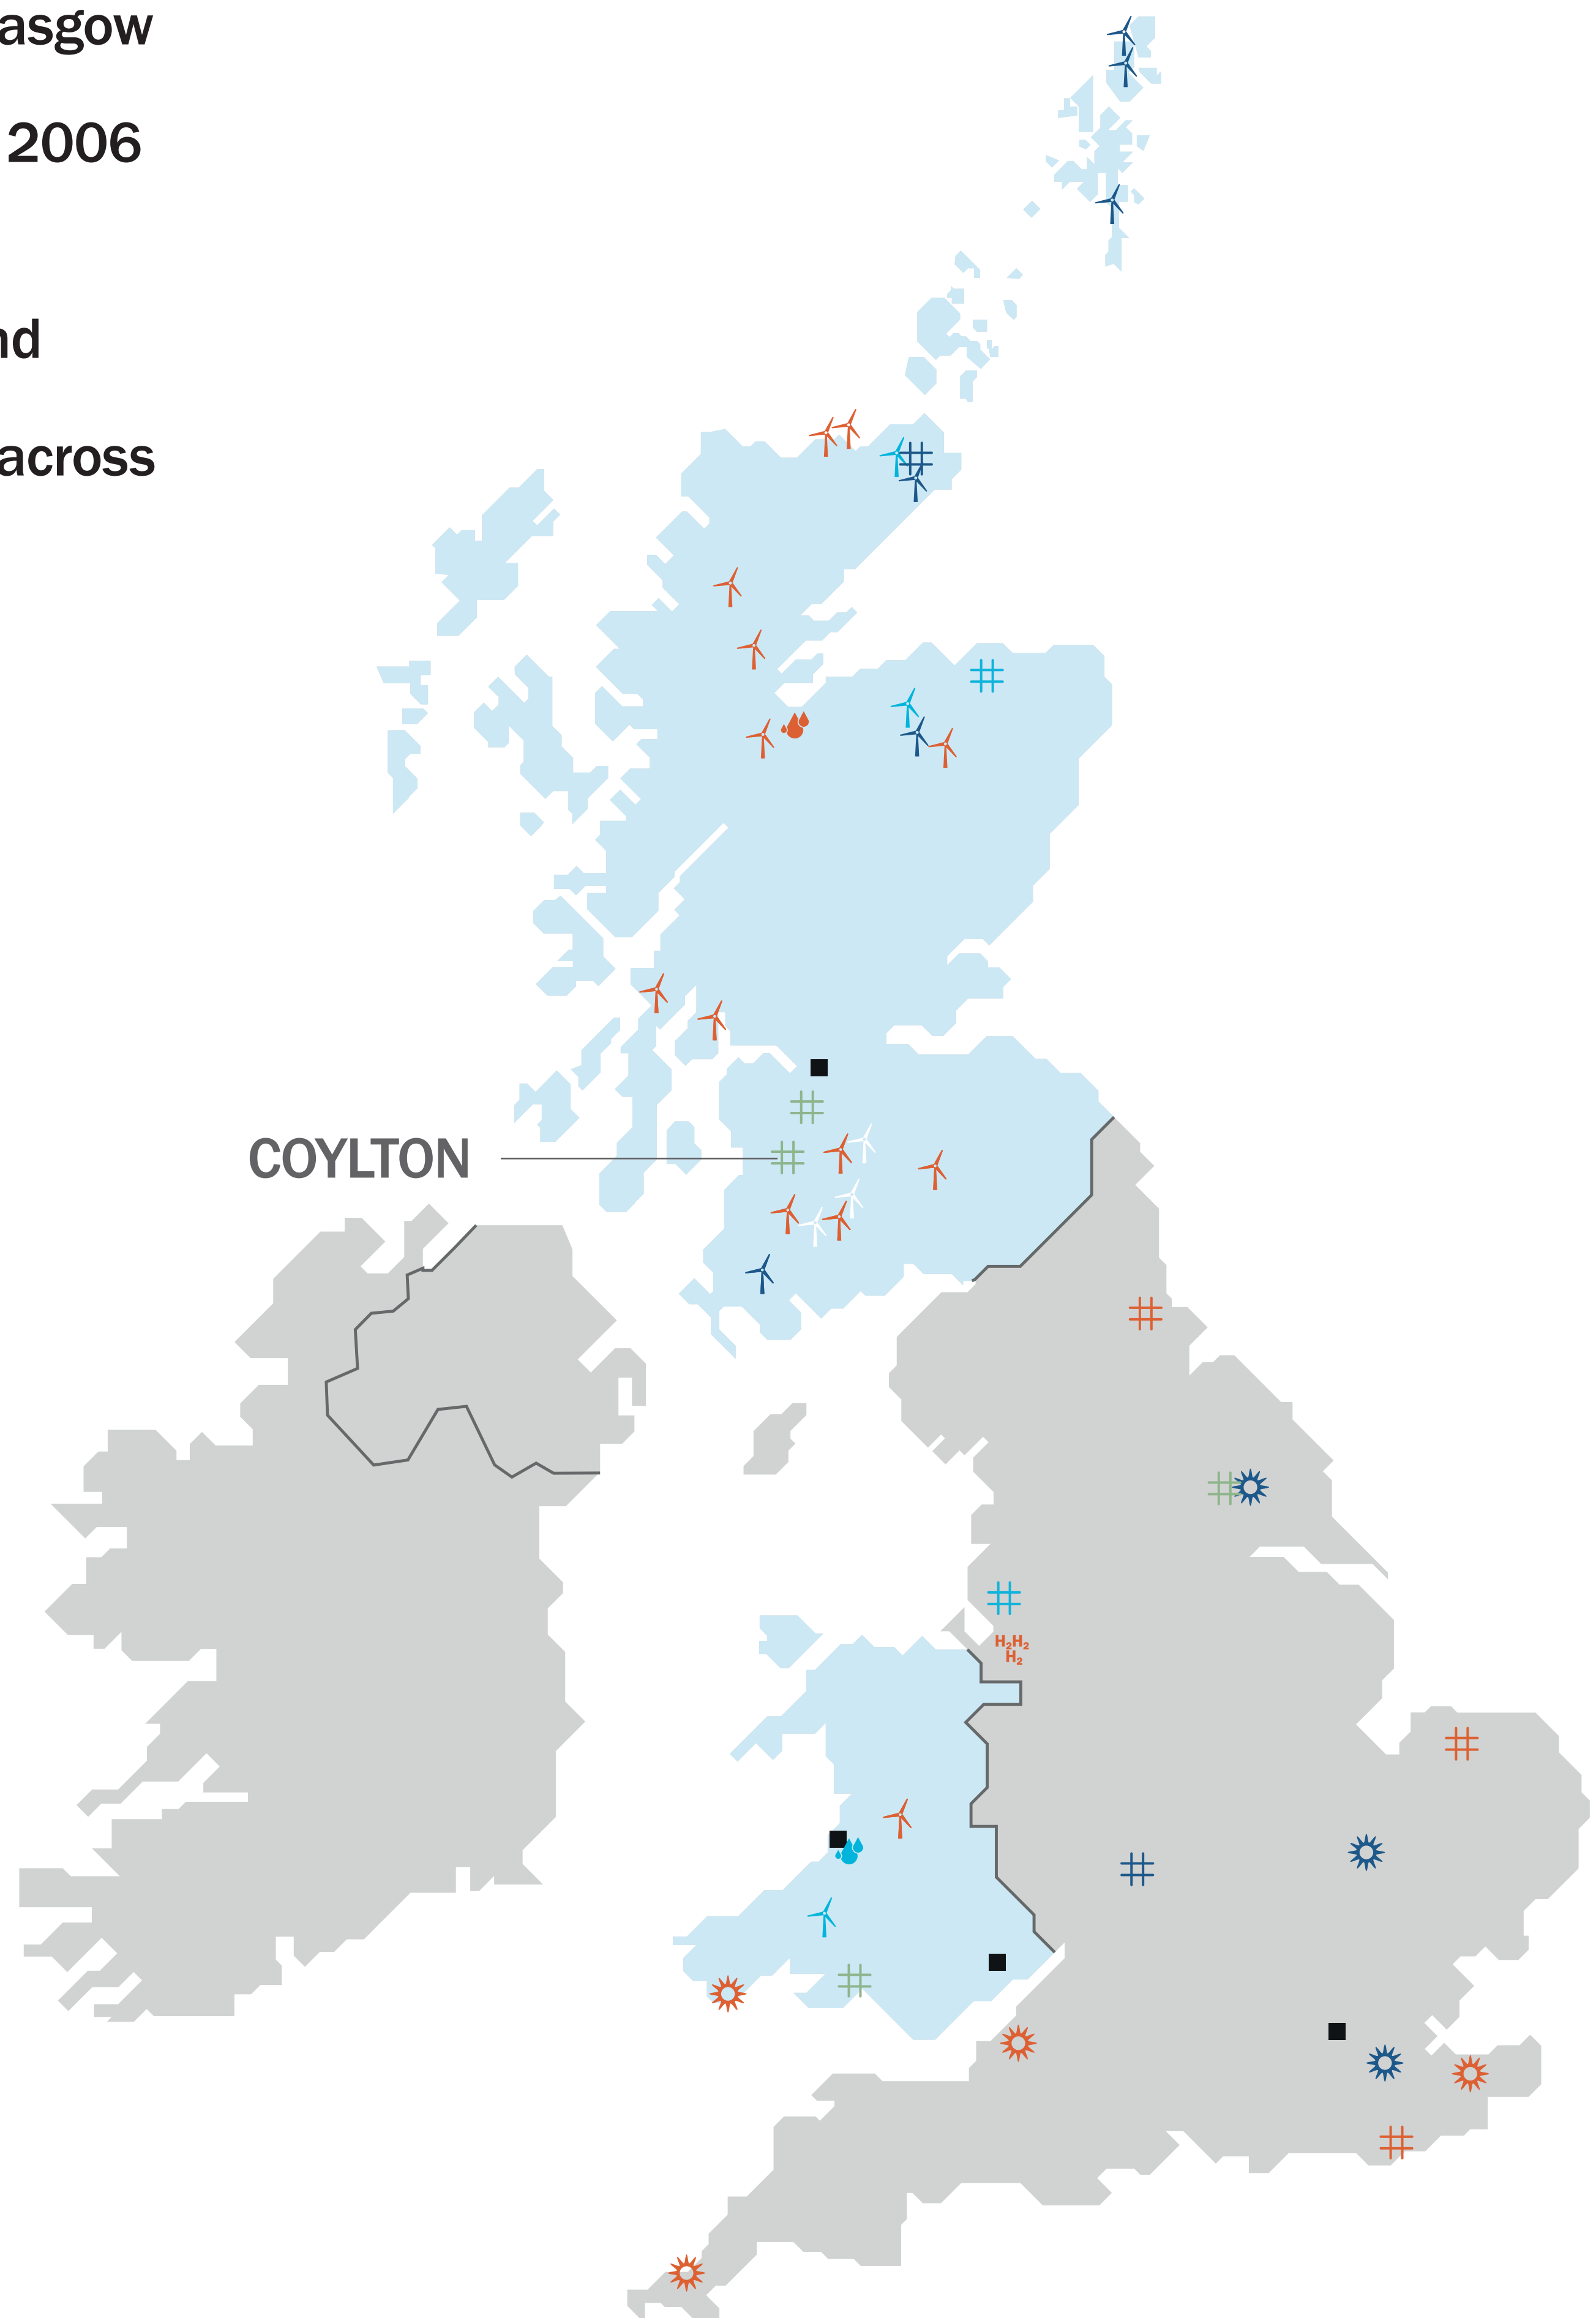 asgow
2006
nd
across
COYLTON
H₂H₂
H₂